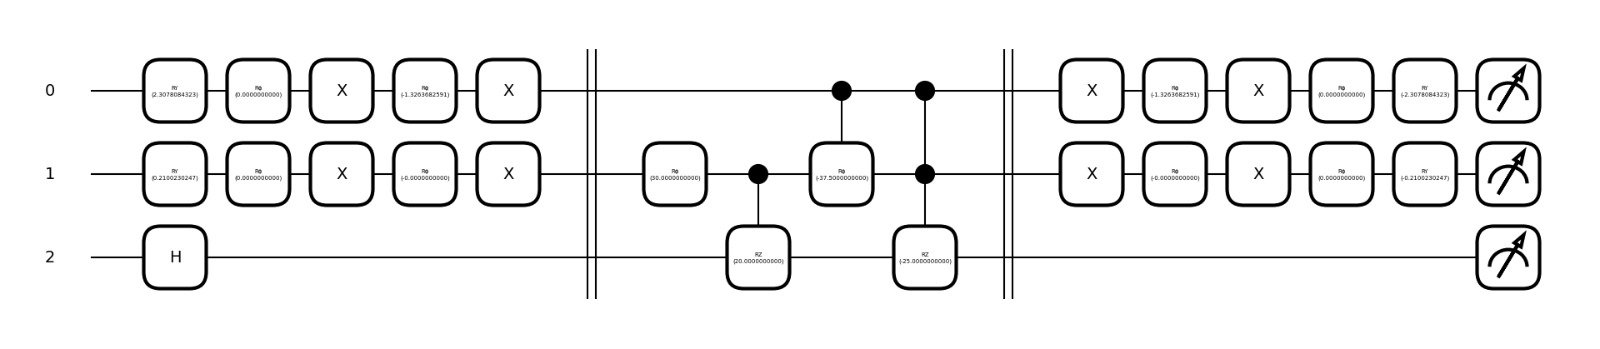 0 RY (2.3078084323) Rϕ (0.0000000000) X Rϕ (-1.3263682591) X X Rϕ (-1.3263682591) X Rϕ (0.0000000000) RY (-2.3078084323)
1 RY (0.2100230247) Rϕ (0.0000000000) X Rϕ (-0.0000000000) X Rϕ (30.0000000000) Rϕ (-37.5000000000) X Rϕ (-0.0000000000) X Rϕ (0.0000000000) RY (-0.2100230247)
2 H RZ (20.0000000000) RZ (-25.0000000000)